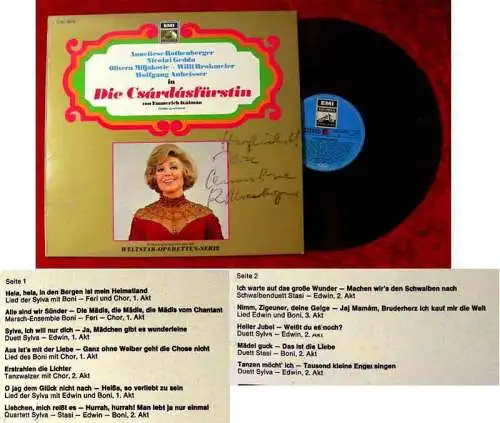 EMI
Anneliese Rothenberger
Nicolai Gedda
Olivera Miljakovic - Willi Brokmeier
Wolfgang Anheisser
in
Die Csárdásfürstin
von Emmerich Kálmán
Herzlichst!
Ihre
Anneliese
Rothenberger
WELTSTAR-OPERETTEN-SERIE
EMI
Seite 1
Heia, heia, in den Bergen ist mein Heimatland
Lied der Sylva mit Boni – Feri und Chor, 1. Akt
Alle sind wir Sünder – Die Mädis, die Mädis, die Mädis vom Chantant
Marsch-Ensemble Boni – Feri mit Chor, 1. Akt
Sylva, ich will nur dich – Ja, Mädchen gibt es wunderfeine
Duett Sylva – Edwin, 1. Akt
Aus ist's mit der Liebe – Ganz ohne Weiber geht die Chose nicht
Lied des Boni mit Chor, 1. Akt
Erstrahlen die Lichter
Tanzwalzer mit Chor, 2. Akt
O jag dem Glück nicht nach – Heißa, so verliebt zu sein
Lied der Sylva mit Edwin und Boni, 1. Akt
Liebchen, mich reißt es – Hurrah, hurrah! Man lebt ja nur einmal
Quartett Sylva – Stasi – Edwin – Boni, 2. Akt
Seite 2
Ich warte auf das große Wunder – Machen wir's den Schwalben nach
Schwalbenduett Stasi – Edwin, 2. Akt
Nimm, Zigeuner, deine Geige – Jaj Mamám, Bruderherz ich kauf mir die Welt
Lied Edwin und Boni, 3. Akt
Heller Jubel – Weißt du es noch?
Duett Sylva – Edwin, 2. Akt
Mädel guck – Das ist die Liebe
Duett Stasi – Boni, 2. Akt
Tanzen möcht' ich – Tausend kleine Engel singen
Duett Sylva – Edwin, 2. Akt